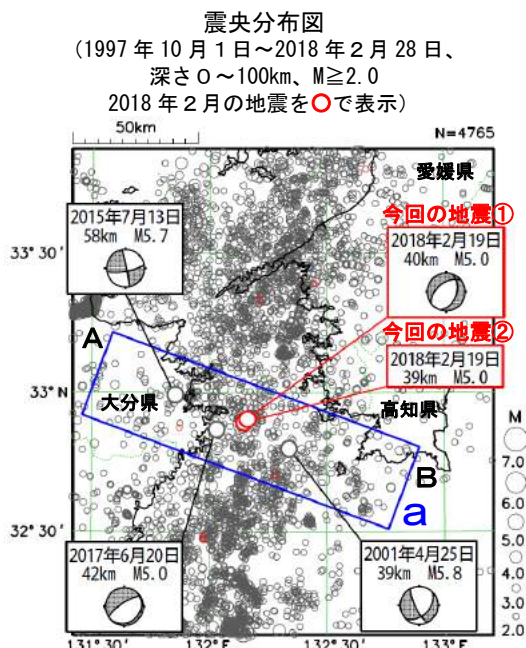 震央分布図
(1997年10月1日～2018年2月28日、
深さ0～100km、M≧2.0
2018年2月の地震を○で表示)
50km
N=4765
愛媛県
今回の地震①
2015年7月13日
58km M5.7
2018年2月19日
40km M5.0
33°30'
今回の地震②
2018年2月19日
39km M5.0
A
33°N
大分県
高知県
M
B
a
7.0
6.0
5.0
4.0
3.0
2.0
32°30'
2017年6月20日
42km M5.0
2001年4月25日
39km M5.8
131°30'
132°E
132°30'
133°E